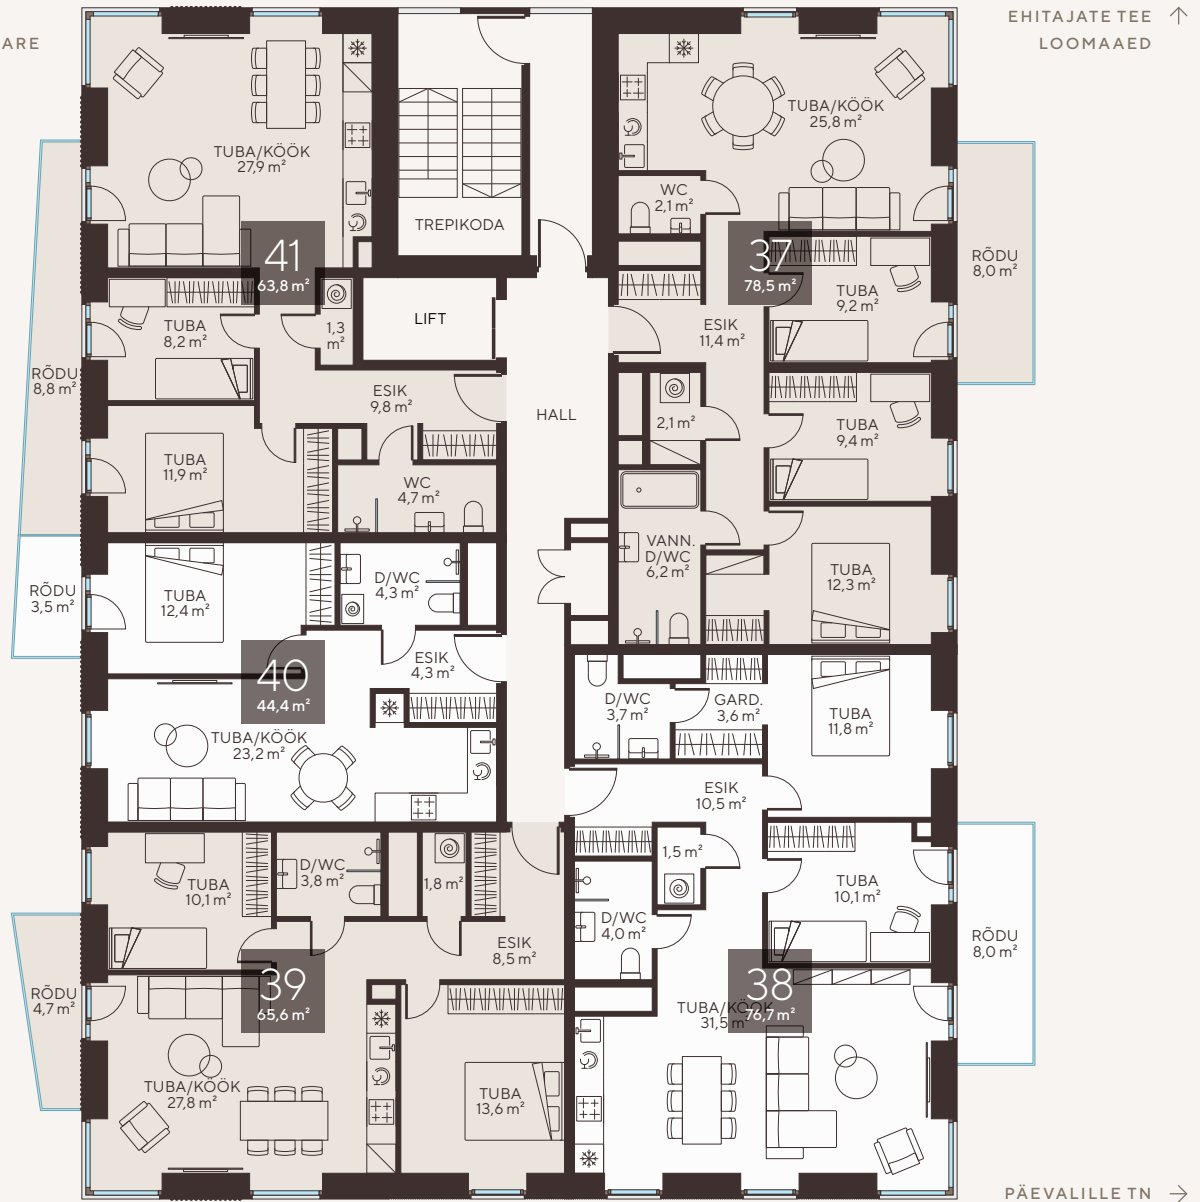 EHITAJATE TEE
LOOMAAED
ARE
TUBA/KÖÖK
27,9 m²
TREPIKODA
41
63,8 m²
TUBA
8,2 m²
1,3
m²
LIFT
RÕDU
8,8 m²
ESIK
9,8 m²
HALL
TUBA
11,9 m²
WC
4,7 m²
TUBA/KÖÖK
25,8 m²
WC
2,1 m²
37
78,5 m²
RÕDU
8,0 m²
TUBA
9,2 m²
ESIK
11,4 m²
2,1 m²
TUBA
9,4 m²
VANN.
D/WC
6,2 m²
TUBA
12,3 m²
RÕDU
3,5 m²
TUBA
12,4 m²
D/WC
4,3 m²
ESIK
4,3 m²
40
44,4 m²
TUBA/KÖÖK
23,2 m²
D/WC
3,7 m²
GARD.
3,6 m²
TUBA
11,8 m²
ESIK
10,5 m²
1,5 m²
TUBA
10,1 m²
D/WC
4,0 m²
RÕDU
8,0 m²
38
76,7 m²
TUBA/KÖÖK
31,5 m²
TUBA
10,1 m²
D/WC
3,8 m²
1,8 m²
ESIK
8,5 m²
39
65,6 m²
RÕDU
4,7 m²
TUBA/KÖÖK
27,8 m²
TUBA
13,6 m²
PÄEVALILLE TN